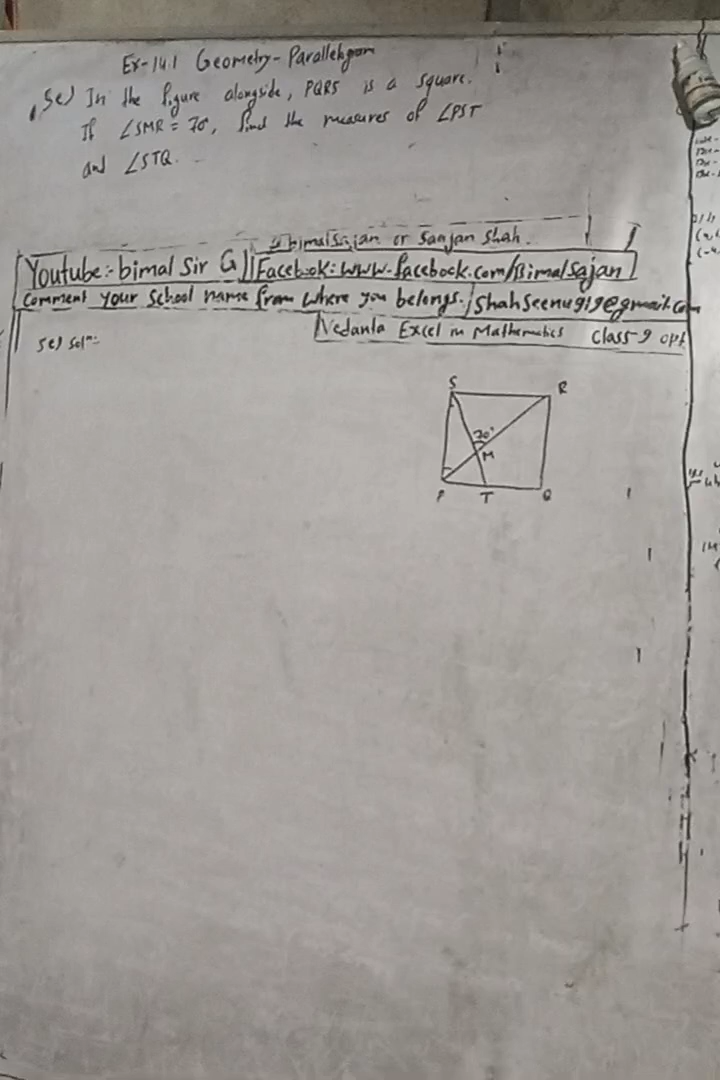 Ex-14.1 Geometry-Parallelogram
5e) In the figure alongside, PQRS is a square.
If ∠SMR = 70°, find the measures of ∠PST
and ∠STQ.
bimalsajan or Sanjan Shah.
Youtube:- bimal Sir G || Facebook: www.facebook.com/Bimalsajan
Comment your School name from where you belongs.
Vedanta Excel in Mathematics Class-9 opt
5e) Solⁿ:-
S R
70°
M
P T Q